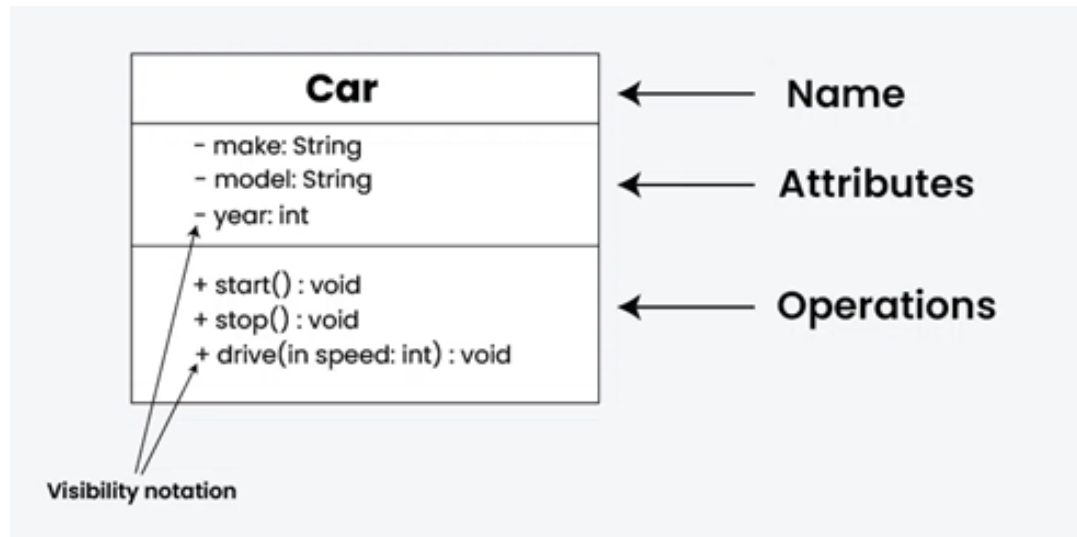 Car
Name
- make: String
- model: String
- year: int
Attributes
+ start() : void
+ stop() : void
+ drive(in speed: int) : void
Operations
Visibility notation